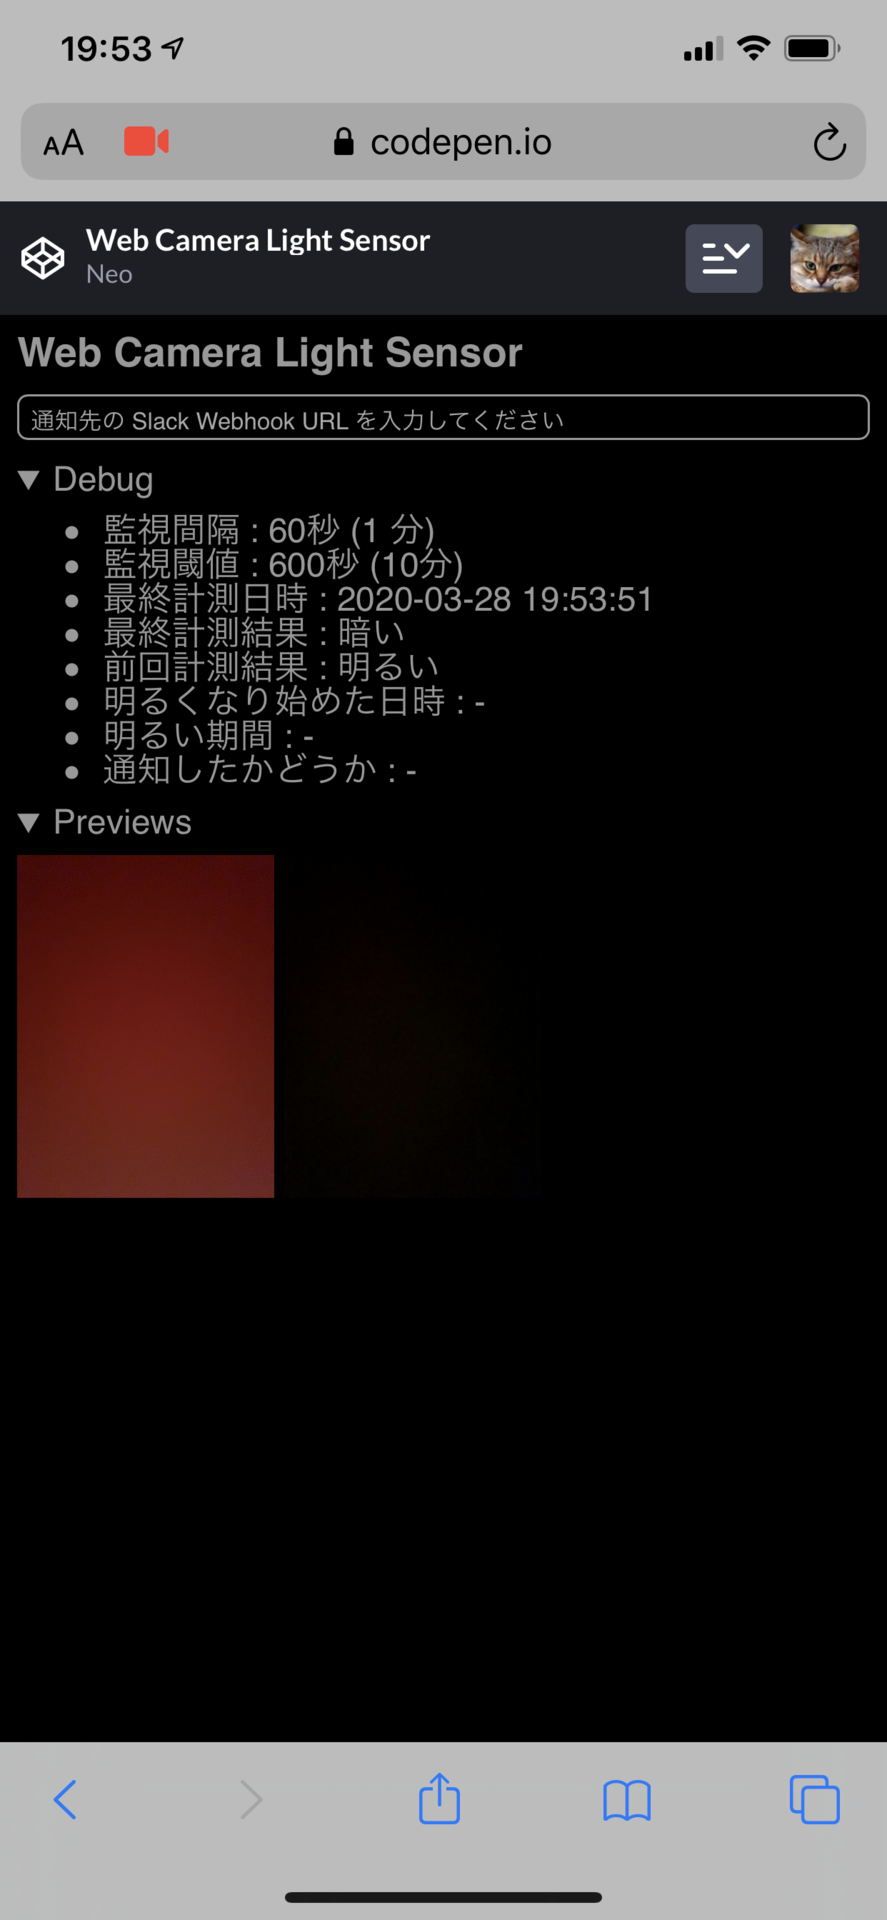 19:53
AA codepen.io
Web Camera Light Sensor
Neo
Web Camera Light Sensor
通知先の Slack Webhook URL を入力してください
▼ Debug
• 監視間隔 : 60秒 (1 分)
• 監視閾値 : 600秒 (10分)
• 最終計測日時 : 2020-03-28 19:53:51
• 最終計測結果 : 暗い
• 前回計測結果 : 明るい
• 明るくなり始めた日時 : -
• 明るい期間 : -
• 通知したかどうか : -
▼ Previews